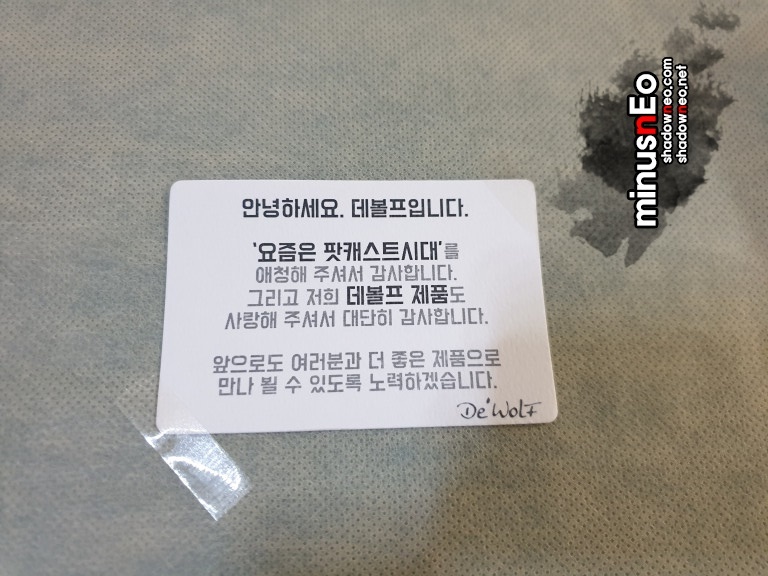 안녕하세요. 데볼프입니다.
'요즘은 팟캐스트시대'를
애청해 주셔서 감사합니다.
그리고 저희 데볼프 제품도
사랑해 주셔서 대단히 감사합니다.
앞으로도 여러분과 더 좋은 제품으로
만나 뵐 수 있도록 노력하겠습니다.
De'Wolf
minusnEo
shadowneo.com
shadowneo.net